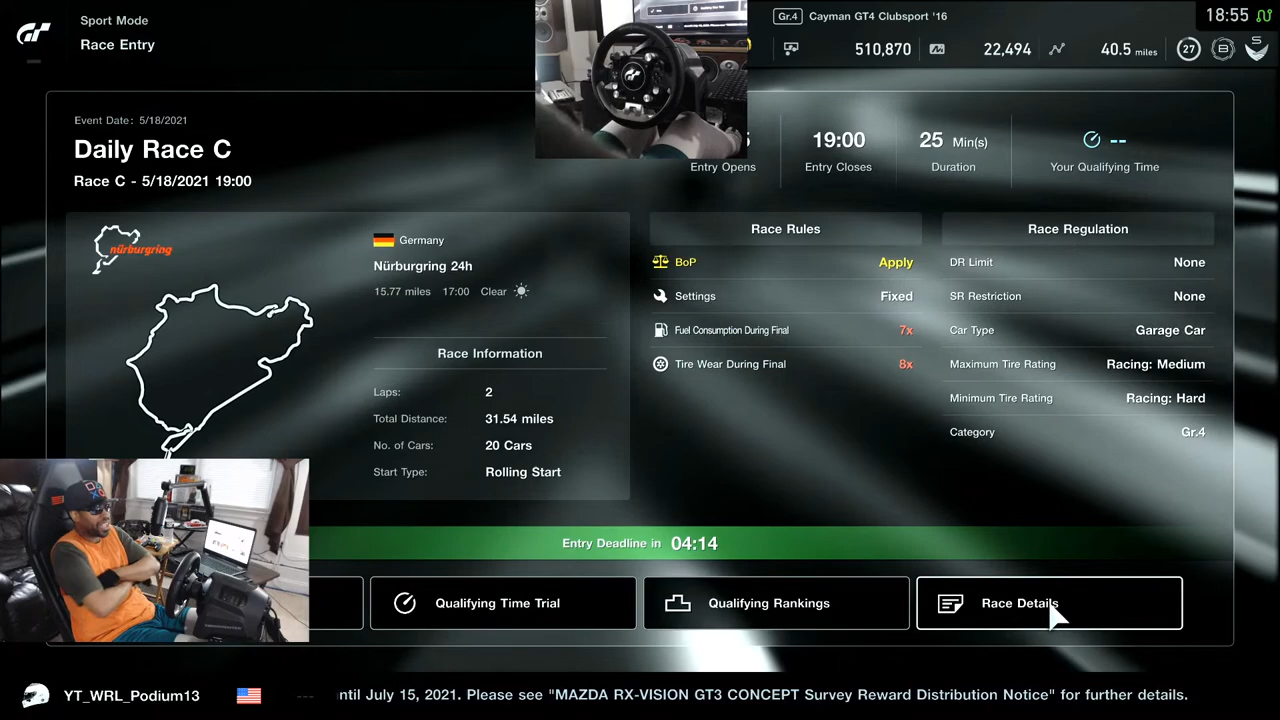 Sport Mode
Race Entry
Gr.4 Cayman GT4 Clubsport '16
18:55
510,870 22,494 40.5 miles 27 B S
Event Date: 5/18/2021
Daily Race C
Race C - 5/18/2021 19:00
Entry Opens
19:00
Entry Closes
25 Min(s)
Duration
--
Your Qualifying Time
nürburgring
Germany
Nürburgring 24h
15.77 miles 17:00 Clear
Race Information
Laps: 2
Total Distance: 31.54 miles
No. of Cars: 20 Cars
Start Type: Rolling Start
Race Rules
BoP Apply
Settings Fixed
Fuel Consumption During Final 7x
Tire Wear During Final 8x
Race Regulation
DR Limit None
SR Restriction None
Car Type Garage Car
Maximum Tire Rating Racing: Medium
Minimum Tire Rating Racing: Hard
Category Gr.4
Entry Deadline in 04:14
Qualifying Time Trial
Qualifying Rankings
Race Details
YT_WRL_Podium13 --- until July 15, 2021. Please see "MAZDA RX-VISION GT3 CONCEPT Survey Reward Distribution Notice" for further details.